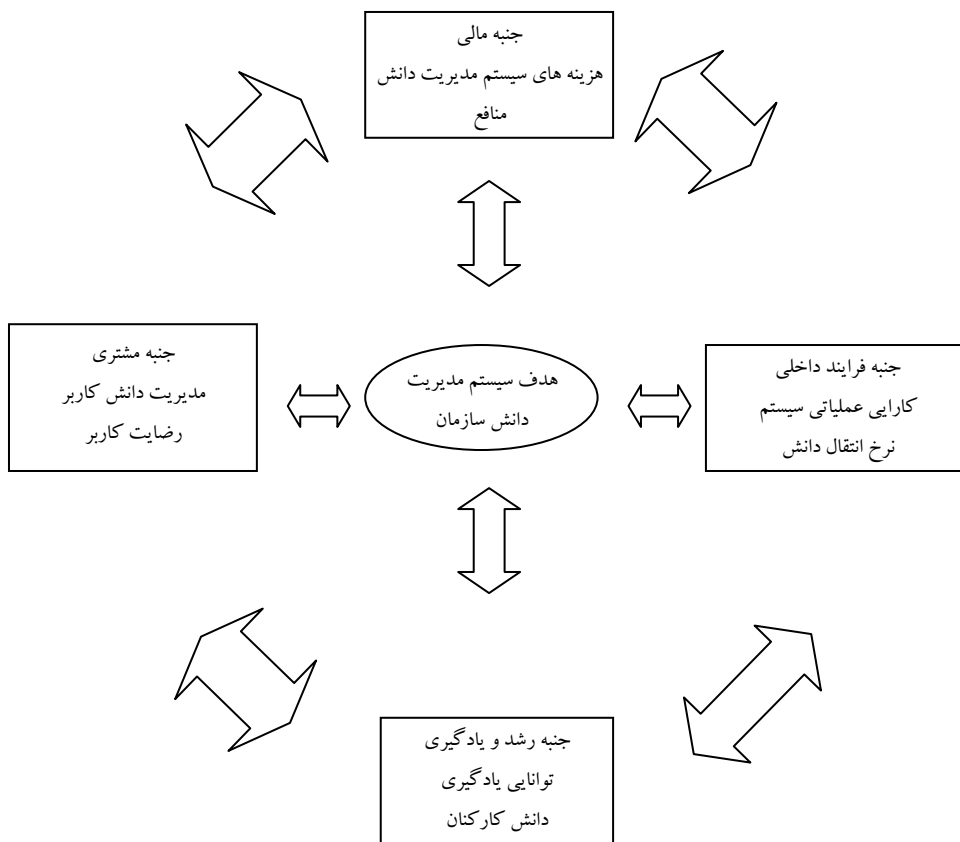 جنبه مالی
هزینه های سیستم مدیریت دانش
منافع
جنبه فرایند داخلی
کارایی عملیاتی سیستم
نرخ انتقال دانش
هدف سیستم مدیریت
دانش سازمان
جنبه مشتری
مدیریت دانش کاربر
رضایت کاربر
جنبه رشد و یادگیری
توانایی یادگیری
دانش کارکنان